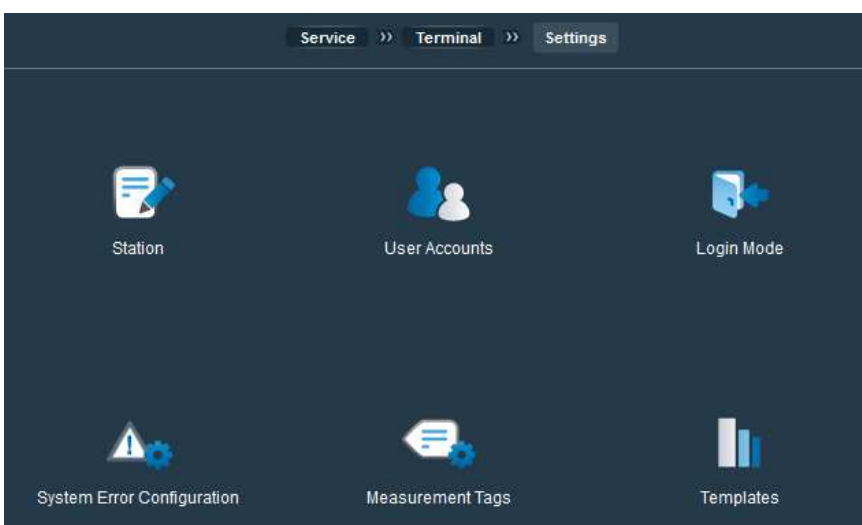 Service » Terminal » Settings
Station User Accounts Login Mode
System Error Configuration Measurement Tags Templates